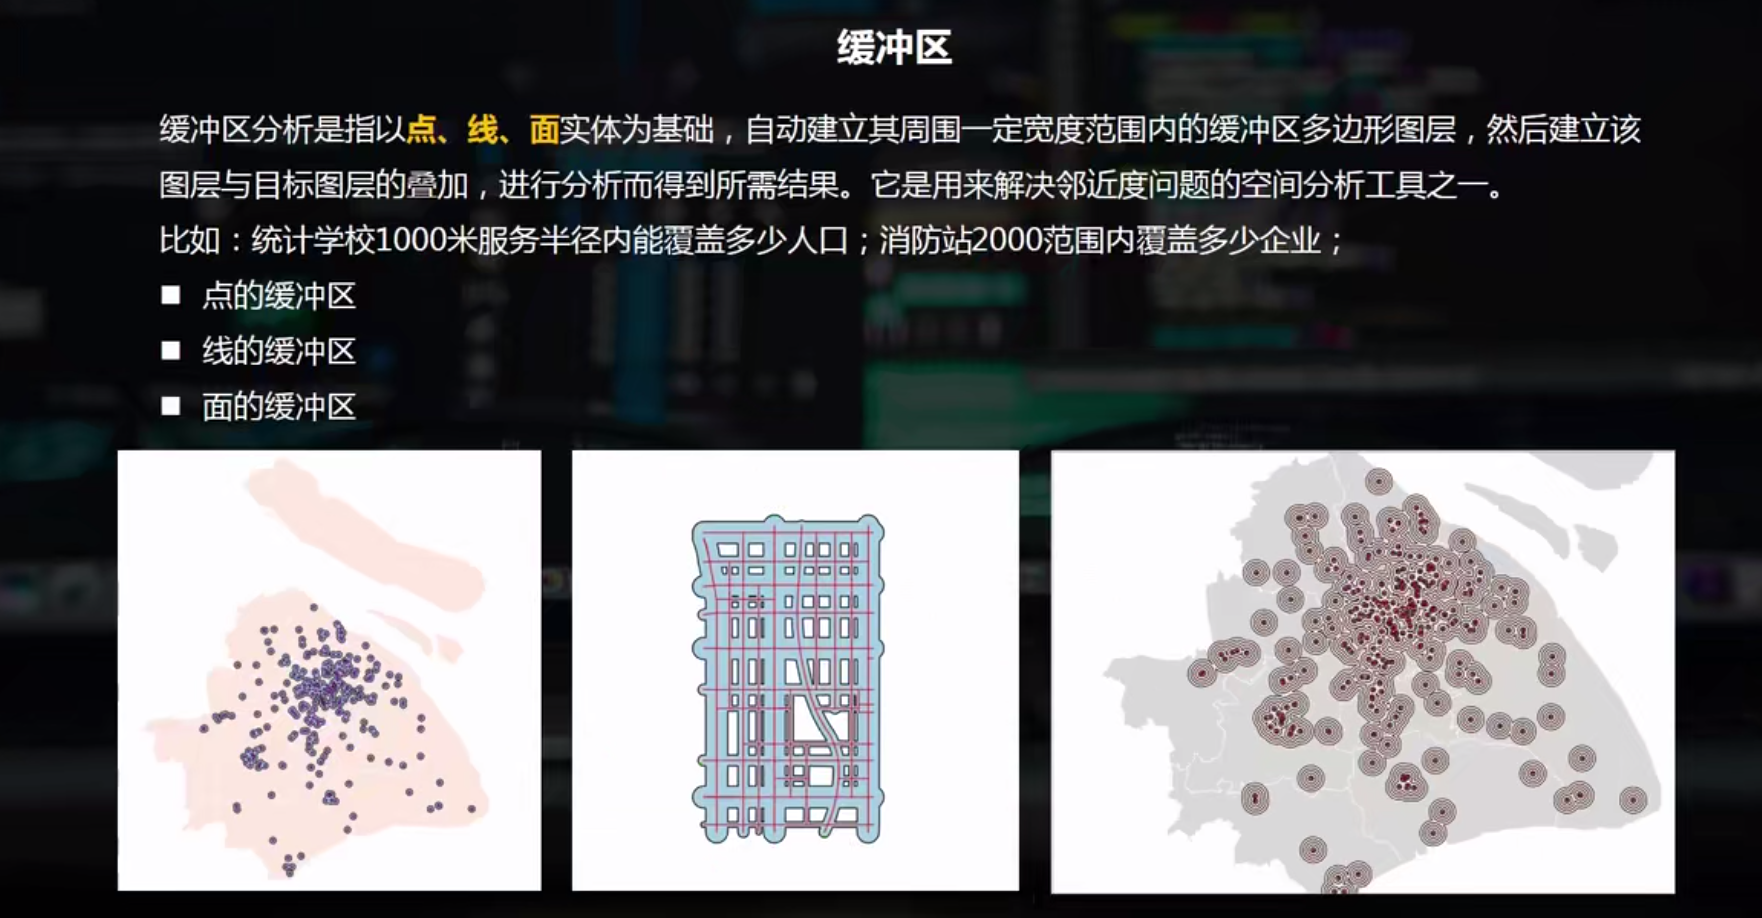 缓冲区
缓冲区分析是指以点、线、面实体为基础，自动建立其周围一定宽度范围内的缓冲区多边形图层，然后建立该
图层与目标图层的叠加，进行分析而得到所需结果。它是用来解决邻近度问题的空间分析工具之一。
比如：统计学校1000米服务半径内能覆盖多少人口；消防站2000范围内覆盖多少企业；
■ 点的缓冲区
■ 线的缓冲区
■ 面的缓冲区